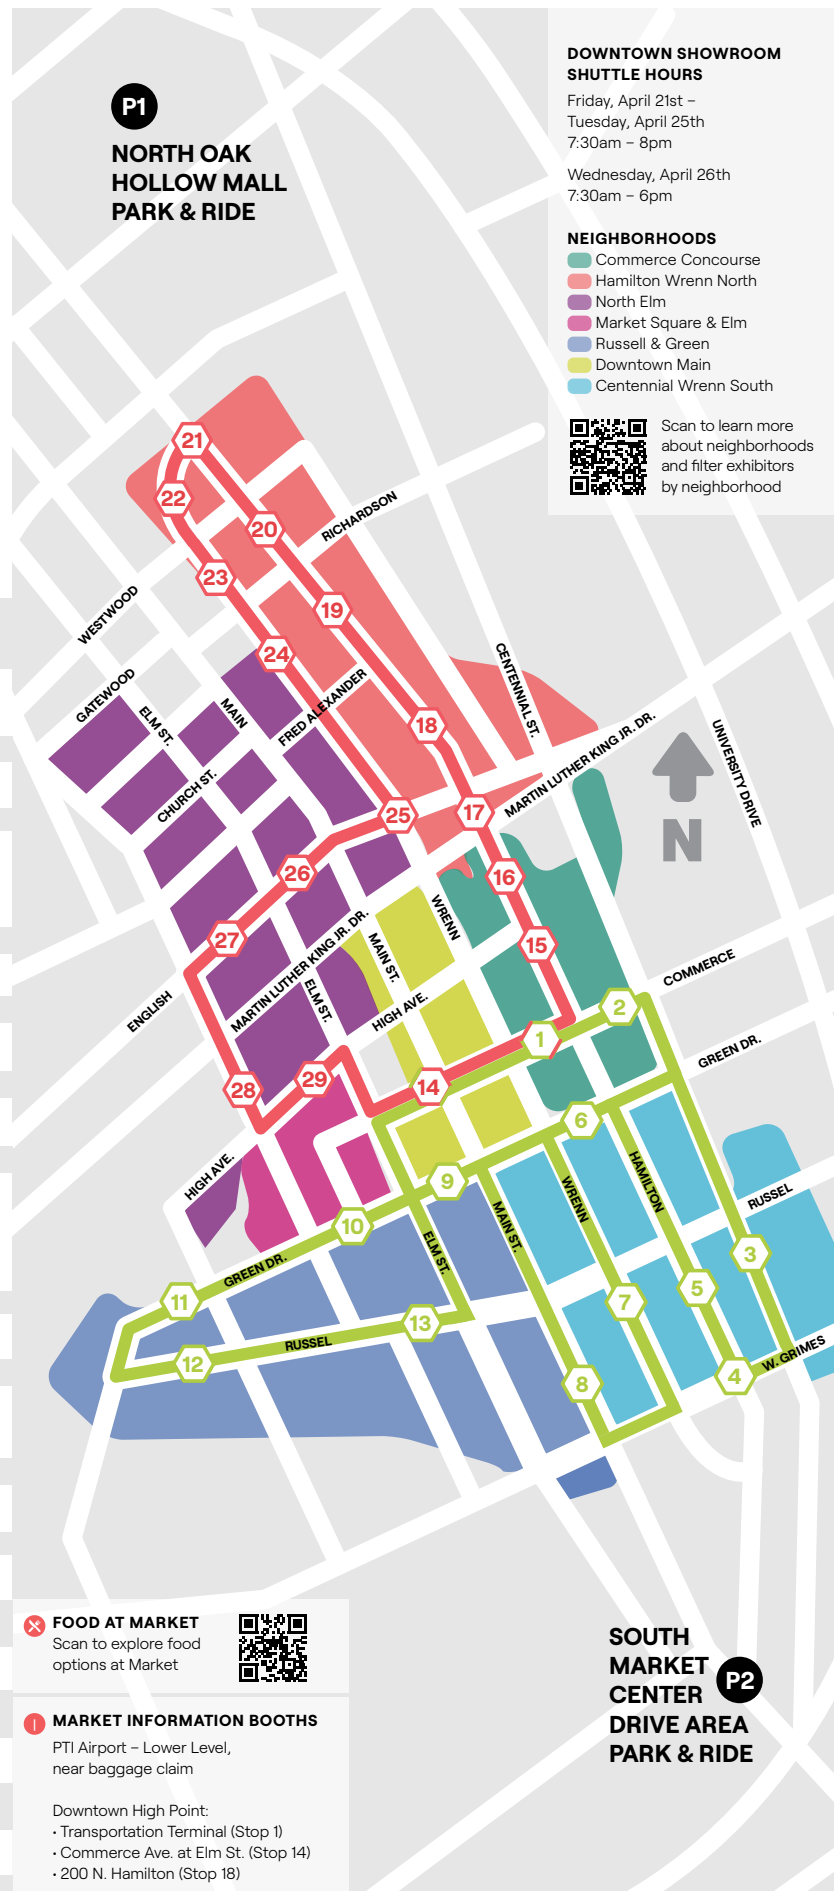 P1
NORTH OAK
HOLLOW MALL
PARK & RIDE
DOWNTOWN SHOWROOM
SHUTTLE HOURS
Friday, April 21st –
Tuesday, April 25th
7:30am – 8pm
Wednesday, April 26th
7:30am – 6pm
NEIGHBORHOODS
Commerce Concourse
Hamilton Wrenn North
North Elm
Market Square & Elm
Russell & Green
Downtown Main
Centennial Wrenn South
Scan to learn more
about neighborhoods
and filter exhibitors
by neighborhood
21
22
20
RICHARDSON
23
WESTWOOD
19
24
CENTENNIAL ST.
GATEWOOD
ELM ST.
MAIN
FRED ALEXANDER
18
MARTIN LUTHER KING JR. DR.
UNIVERSITY DRIVE
CHURCH ST.
25
17
N
26
16
WRENN
27
MARTIN LUTHER KING JR. DR.
MAIN ST.
15
COMMERCE
ENGLISH
ELM ST.
HIGH AVE.
2
1
GREEN DR.
28
29
14
6
HIGH AVE.
9
WRENN
HAMILTON
RUSSEL
10
MAIN ST.
ELM ST.
3
GREEN DR.
11
5
7
13
RUSSEL
12
W. GRIMES
4
8
FOOD AT MARKET
Scan to explore food
options at Market
MARKET INFORMATION BOOTHS
PTI Airport – Lower Level,
near baggage claim
Downtown High Point:
• Transportation Terminal (Stop 1)
• Commerce Ave. at Elm St. (Stop 14)
• 200 N. Hamilton (Stop 18)
SOUTH
MARKET
CENTER
DRIVE AREA
PARK & RIDE
P2